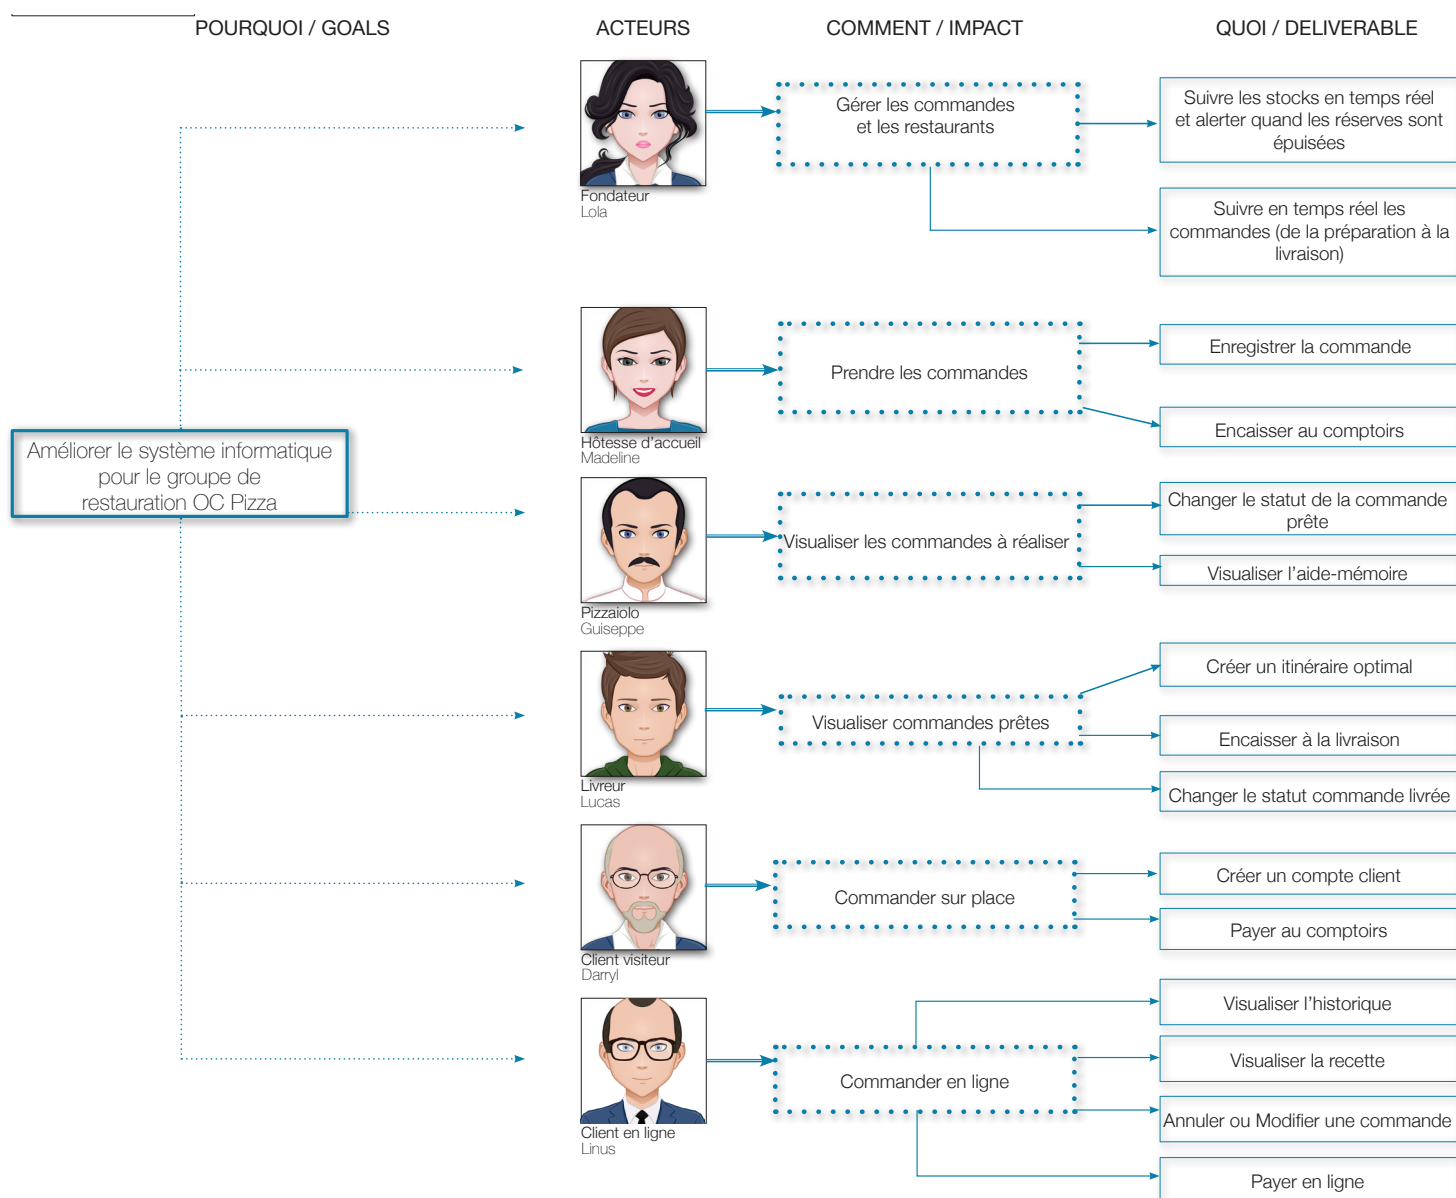 POURQUOI / GOALS
ACTEURS
COMMENT / IMPACT
QUOI / DELIVERABLE
Améliorer le système informatique
pour le groupe de
restauration OC Pizza
Fondateur
Lola
Gérer les commandes
et les restaurants
Suivre les stocks en temps réel
et alerter quand les réserves sont
épuisées
Suivre en temps réel les
commandes (de la préparation à la
livraison)
Hôtesse d'accueil
Madeline
Prendre les commandes
Enregistrer la commande
Encaisser au comptoirs
Pizzaiolo
Guiseppe
Visualiser les commandes à réaliser
Changer le statut de la commande
prête
Visualiser l'aide-mémoire
Livreur
Lucas
Visualiser commandes prêtes
Créer un itinéraire optimal
Encaisser à la livraison
Changer le statut commande livrée
Client visiteur
Darryl
Commander sur place
Créer un compte client
Payer au comptoirs
Client en ligne
Linus
Commander en ligne
Visualiser l'historique
Visualiser la recette
Annuler ou Modifier une commande
Payer en ligne